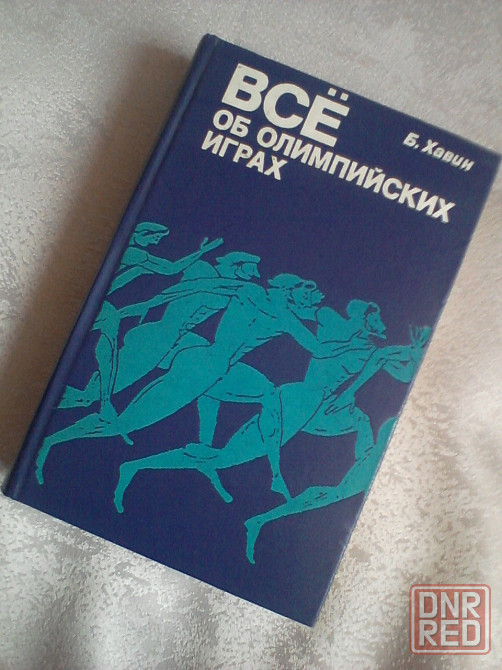 Б. Хавин
ВСЁ
ОБ ОЛИМПИЙСКИХ
ИГРАХ
DNR
RED